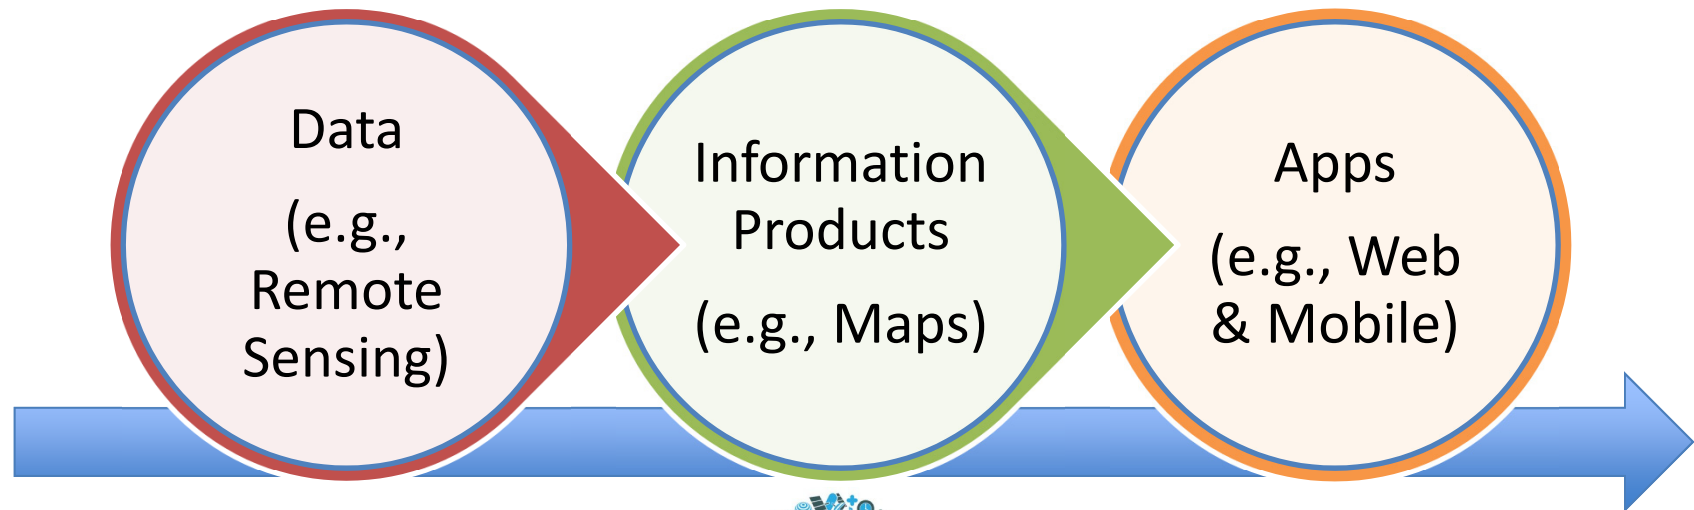 Data
(e.g.,
Remote
Sensing)
Information
Products
(e.g., Maps)
Apps
(e.g., Web
& Mobile)